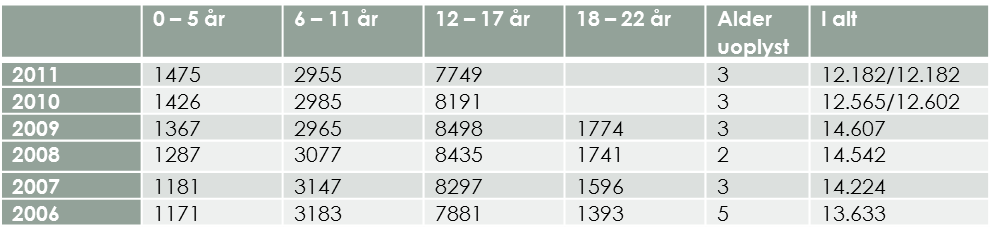 0 – 5 år 6 – 11 år 12 – 17 år 18 – 22 år Alder uoplyst I alt
2011 1475 2955 7749 3 12.182/12.182
2010 1426 2985 8191 3 12.565/12.602
2009 1367 2965 8498 1774 3 14.607
2008 1287 3077 8435 1741 2 14.542
2007 1181 3147 8297 1596 3 14.224
2006 1171 3183 7881 1393 5 13.633